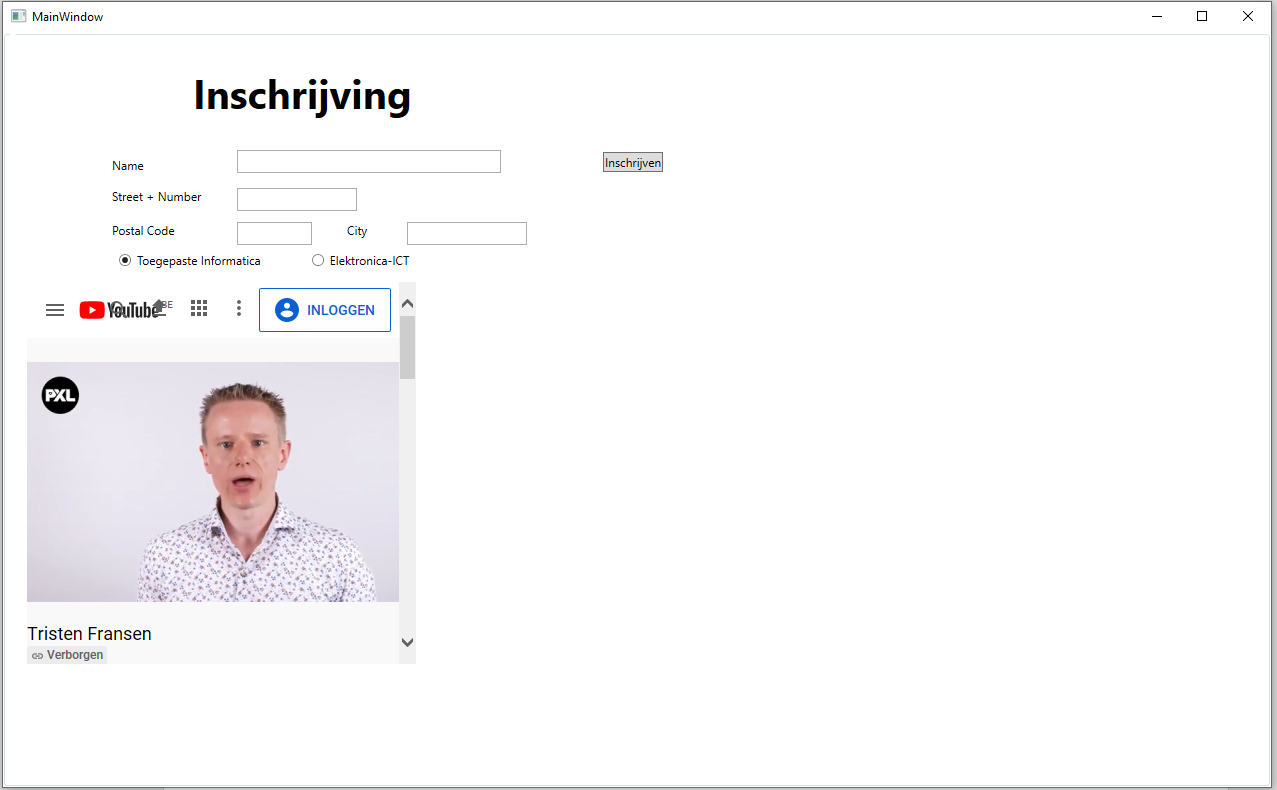 MainWindow
Inschrijving
Name
Inschrijven
Street + Number
Postal Code
City
Toegepaste Informatica
Elektronica-ICT
YouTube BE
INLOGGEN
PXL
Tristen Fransen
Verborgen